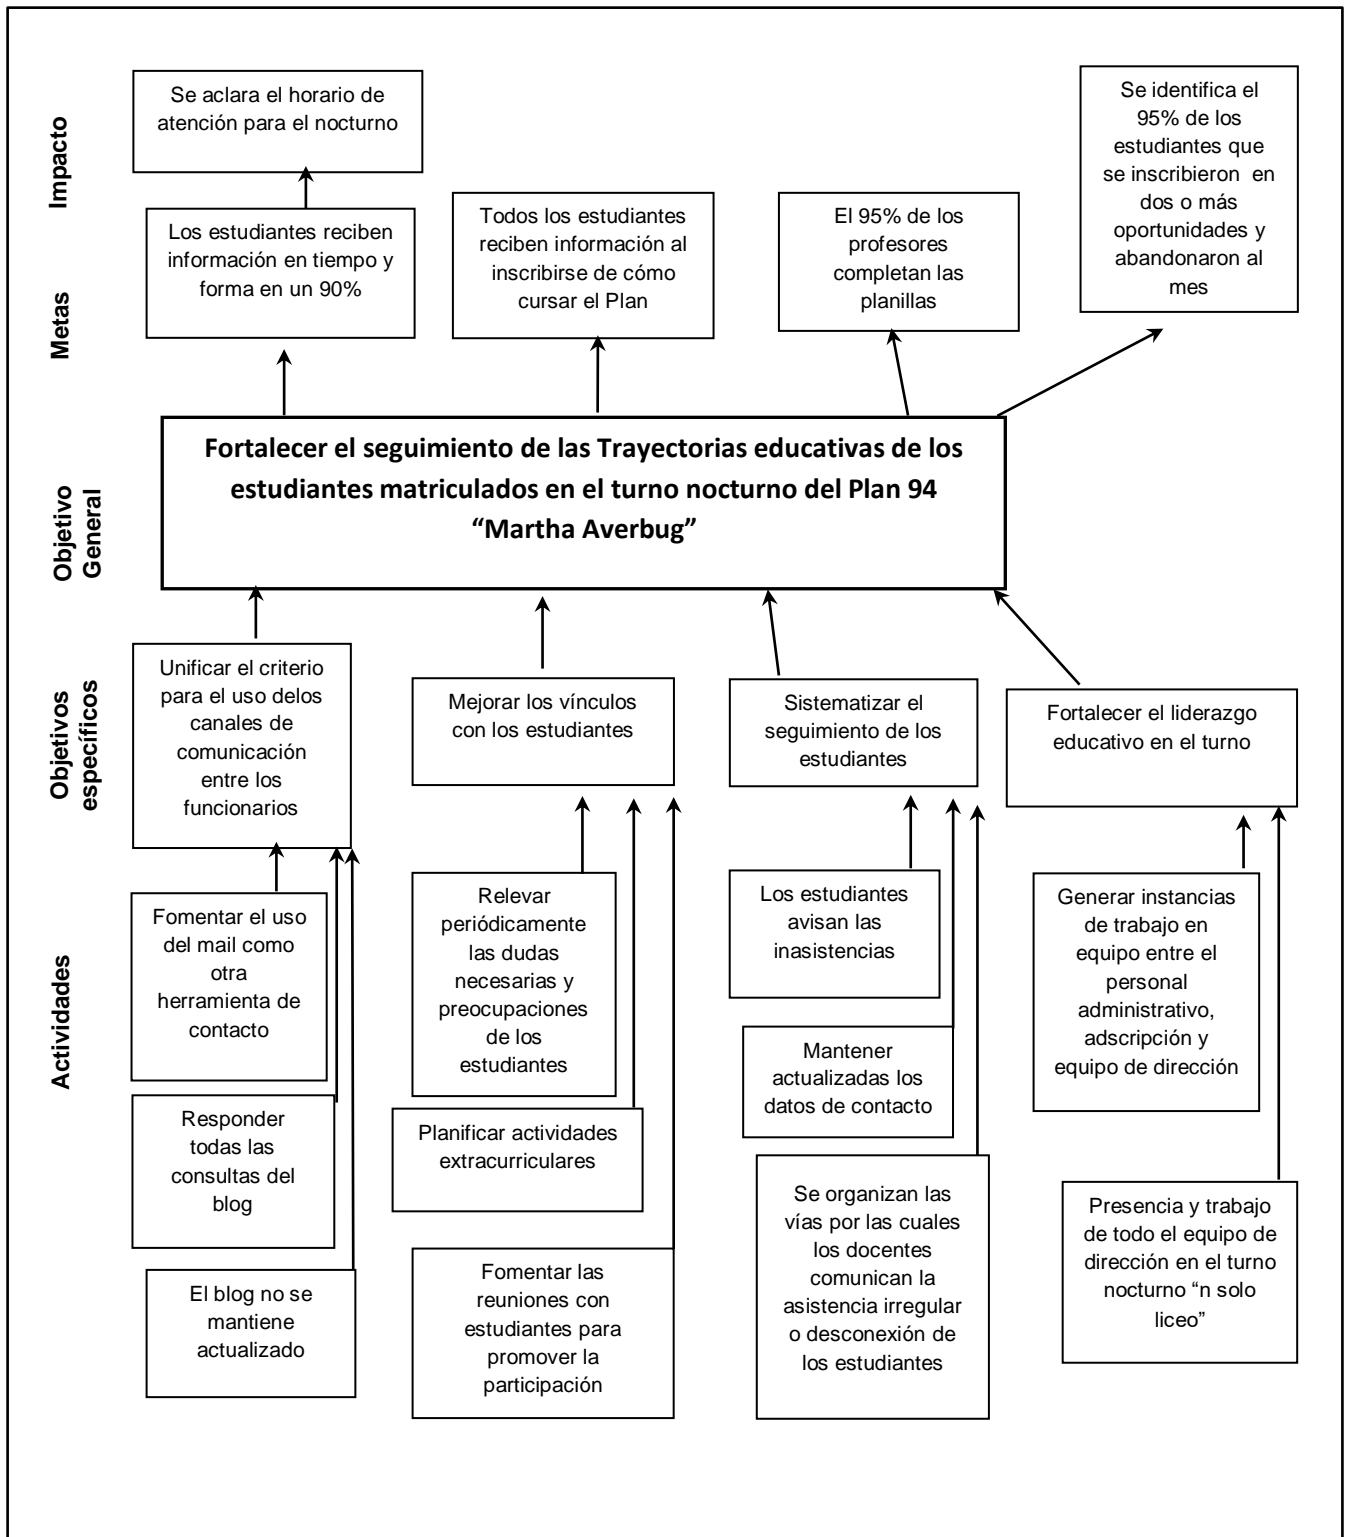 Impacto
Se aclara el horario de
atención para el nocturno
Se identifica el
95% de los
estudiantes que
se inscribieron en
dos o más
oportunidades y
abandonaron al
mes
Metas
Los estudiantes reciben
información en tiempo y
forma en un 90%
Todos los estudiantes
reciben información al
inscribirse de cómo
cursar el Plan
El 95% de los
profesores
completan las
planillas
Objetivo
General
Fortalecer el seguimiento de las Trayectorias educativas de los
estudiantes matriculados en el turno nocturno del Plan 94
“Martha Averbug”
Objetivos
específicos
Unificar el criterio
para el uso delos
canales de
comunicación
entre los
funcionarios
Mejorar los vínculos
con los estudiantes
Sistematizar el
seguimiento de los
estudiantes
Fortalecer el liderazgo
educativo en el turno
Actividades
Fomentar el uso
del mail como
otra
herramienta de
contacto
Relevar
periódicamente
las dudas
necesarias y
preocupaciones
de los
estudiantes
Los estudiantes
avisan las
inasistencias
Generar instancias
de trabajo en
equipo entre el
personal
administrativo,
adscripción y
equipo de dirección
Mantener
actualizadas los
datos de contacto
Responder
todas las
consultas del
blog
Planificar actividades
extracurriculares
Se organizan las
vías por las cuales
los docentes
comunican la
asistencia irregular
o desconexión de
los estudiantes
Presencia y trabajo
de todo el equipo de
dirección en el turno
nocturno “n solo
liceo”
El blog no se
mantiene
actualizado
Fomentar las
reuniones con
estudiantes para
promover la
participación